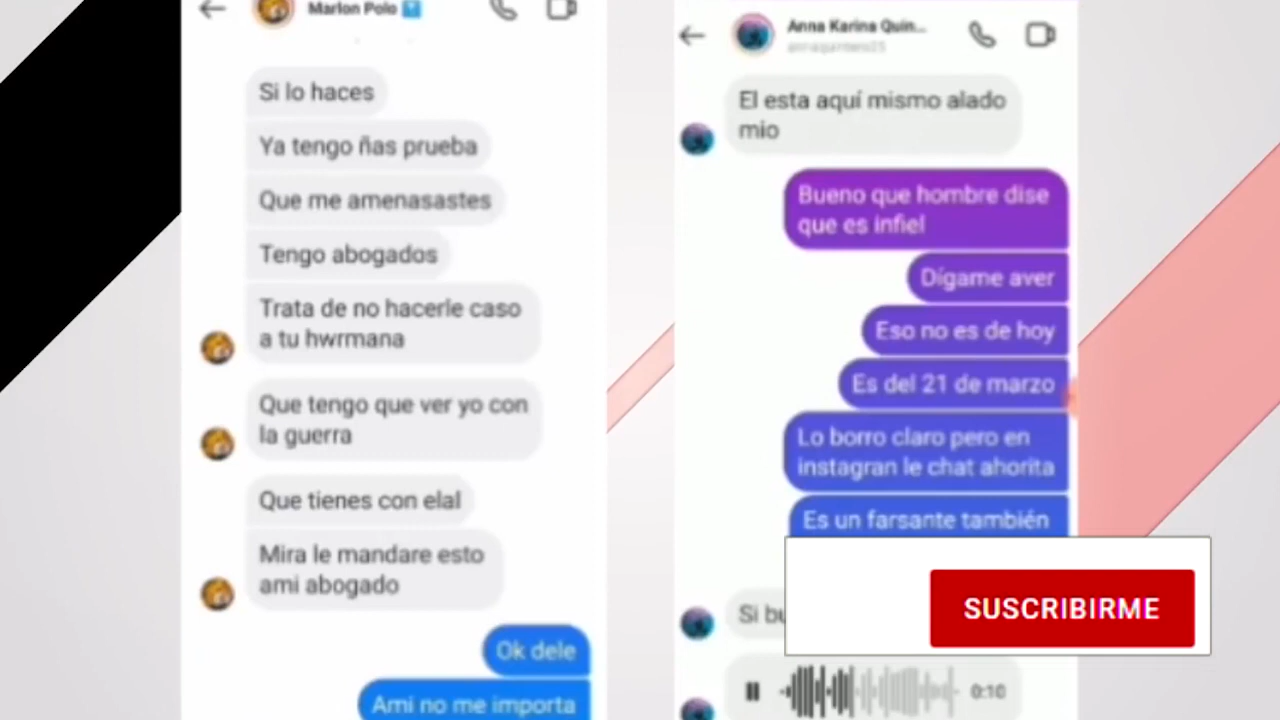 Marlon Polo
Si lo haces
Ya tengo ñas prueba
Que me amenasastes
Tengo abogados
Trata de no hacerle caso
a tu hwrmana
Que tengo que ver yo con
la guerra
Que tienes con elal
Mira le mandare esto
ami abogado
Ok dele
Ami no me importa
Anna Karina Quin...
El esta aquí mismo alado
mio
Bueno que hombre dise
que es infiel
Dígame aver
Eso no es de hoy
Es del 21 de marzo
Lo borro claro pero en
instagran le chat ahorita
Es un farsante también
Si bu
0:10
SUSCRIBIRME